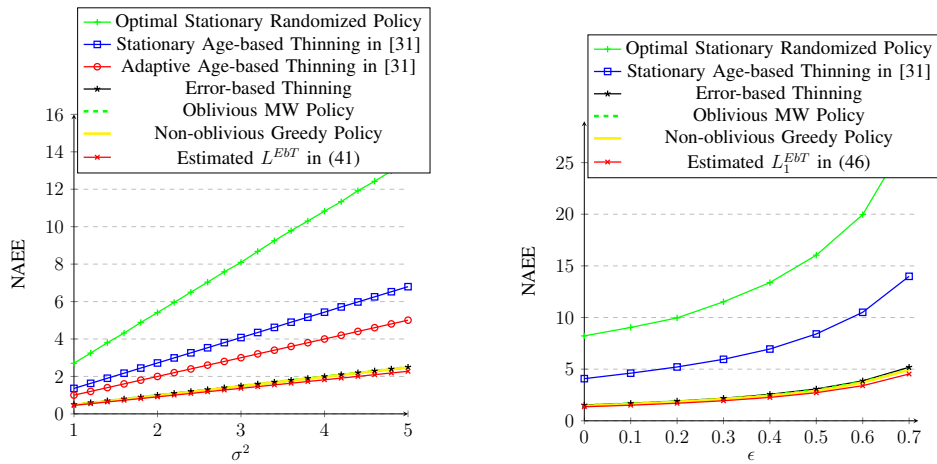 Optimal Stationary Randomized Policy
Stationary Age-based Thinning in [31]
Adaptive Age-based Thinning in [31]
Error-based Thinning
Oblivious MW Policy
Non-oblivious Greedy Policy
Estimated L^{EbT} in (41)
16
14
12
10
8
6
4
2
0
NAEE
1
2
3
4
5
σ²
Optimal Stationary Randomized Policy
Stationary Age-based Thinning in [31]
Error-based Thinning
Oblivious MW Policy
Non-oblivious Greedy Policy
Estimated L_1^{EbT} in (46)
25
20
15
10
5
0
NAEE
0
0.1
0.2
0.3
0.4
0.5
0.6
0.7
ϵ